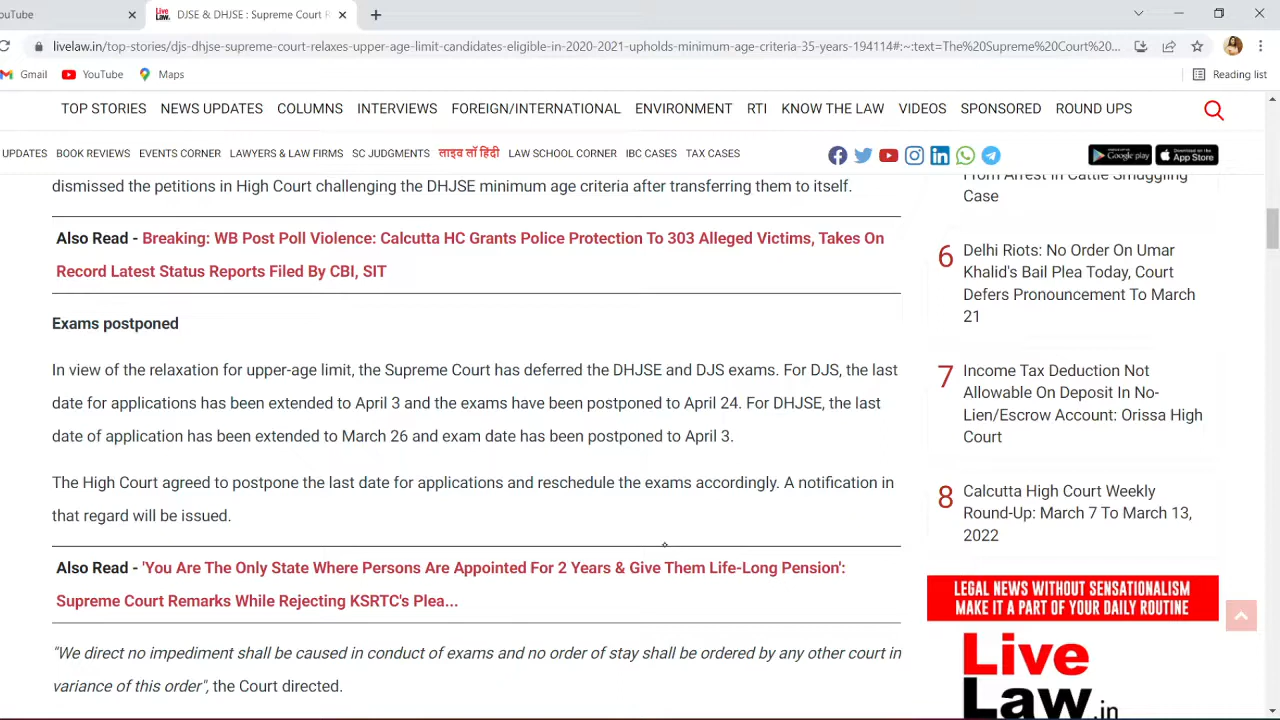 ouTube
Live Law. DJSE & DHJSE : Supreme Court R
livelaw.in/top-stories/djs-dhjse-supreme-court-relaxes-upper-age-limit-candidates-eligible-in-2020-2021-upholds-minimum-age-criteria-35-years-194114#:~:text=The%20Supreme%20Court%20...
Gmail YouTube Maps Reading list
TOP STORIES NEWS UPDATES COLUMNS INTERVIEWS FOREIGN/INTERNATIONAL ENVIRONMENT RTI KNOW THE LAW VIDEOS SPONSORED ROUND UPS
UPDATES BOOK REVIEWS EVENTS CORNER LAWYERS & LAW FIRMS SC JUDGMENTS लाइव लॉ हिंदी LAW SCHOOL CORNER IBC CASES TAX CASES
Google play App Store
dismissed the petitions in High Court challenging the DHJSE minimum age criteria after transferring them to itself.
Also Read - Breaking: WB Post Poll Violence: Calcutta HC Grants Police Protection To 303 Alleged Victims, Takes On
Record Latest Status Reports Filed By CBI, SIT
Exams postponed
In view of the relaxation for upper-age limit, the Supreme Court has deferred the DHJSE and DJS exams. For DJS, the last
date for applications has been extended to April 3 and the exams have been postponed to April 24. For DHJSE, the last
date of application has been extended to March 26 and exam date has been postponed to April 3.
The High Court agreed to postpone the last date for applications and reschedule the exams accordingly. A notification in
that regard will be issued.
Also Read - 'You Are The Only State Where Persons Are Appointed For 2 Years & Give Them Life-Long Pension':
Supreme Court Remarks While Rejecting KSRTC's Plea...
"We direct no impediment shall be caused in conduct of exams and no order of stay shall be ordered by any other court in
variance of this order", the Court directed.
From Arrest In Cattle Smuggling
Case
6 Delhi Riots: No Order On Umar
Khalid's Bail Plea Today, Court
Defers Pronouncement To March
21
7 Income Tax Deduction Not
Allowable On Deposit In No-
Lien/Escrow Account: Orissa High
Court
8 Calcutta High Court Weekly
Round-Up: March 7 To March 13,
2022
LEGAL NEWS WITHOUT SENSATIONALISM
MAKE IT A PART OF YOUR DAILY ROUTINE
Live
Law.in